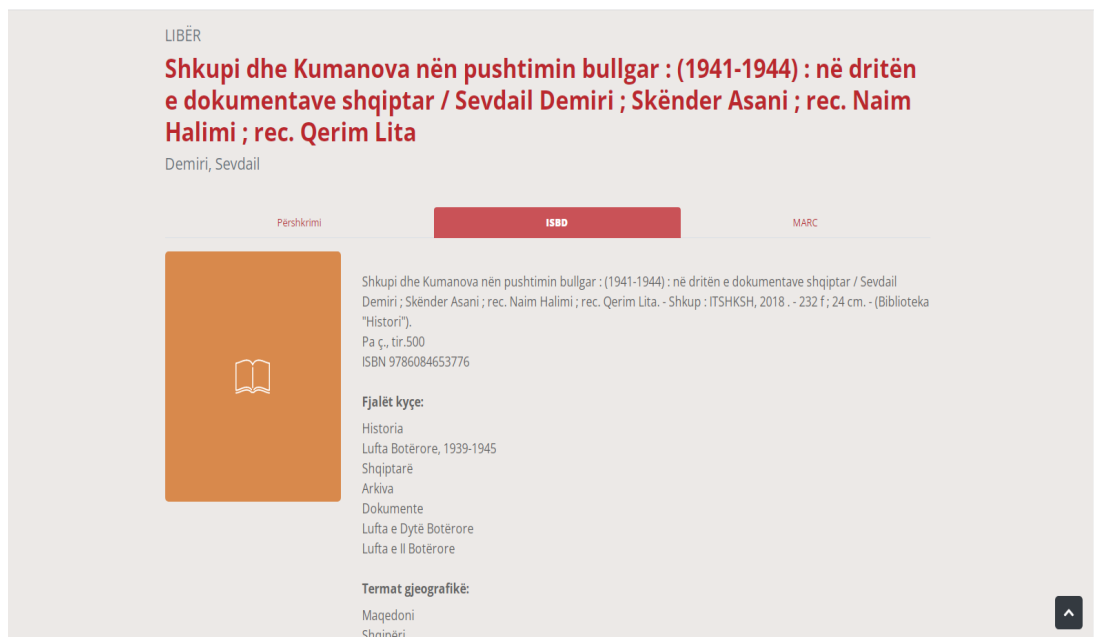 LIBËR
Shkupi dhe Kumanova nën pushtimin bullgar : (1941-1944) : në dritën
e dokumentave shqiptar / Sevdail Demiri ; Skënder Asani ; rec. Naim
Halimi ; rec. Qerim Lita
Demiri, Sevdail
Përshkrimi
ISBD
MARC
Shkupi dhe Kumanova nën pushtimin bullgar : (1941-1944) : në dritën e dokumentave shqiptar / Sevdail
Demiri ; Skënder Asani ; rec. Naim Halimi ; rec. Qerim Lita. - Shkup : ITSHKSH, 2018 . - 232 f ; 24 cm. - (Biblioteka
"Histori").
Pa ç., tir.500
ISBN 9786084653776
Fjalët kyçe:
Historia
Lufta Botërore, 1939-1945
Shqiptarë
Arkiva
Dokumente
Lufta e Dytë Botërore
Lufta e II Botërore
Termat gjeografikë:
Maqedoni
Shqipëri